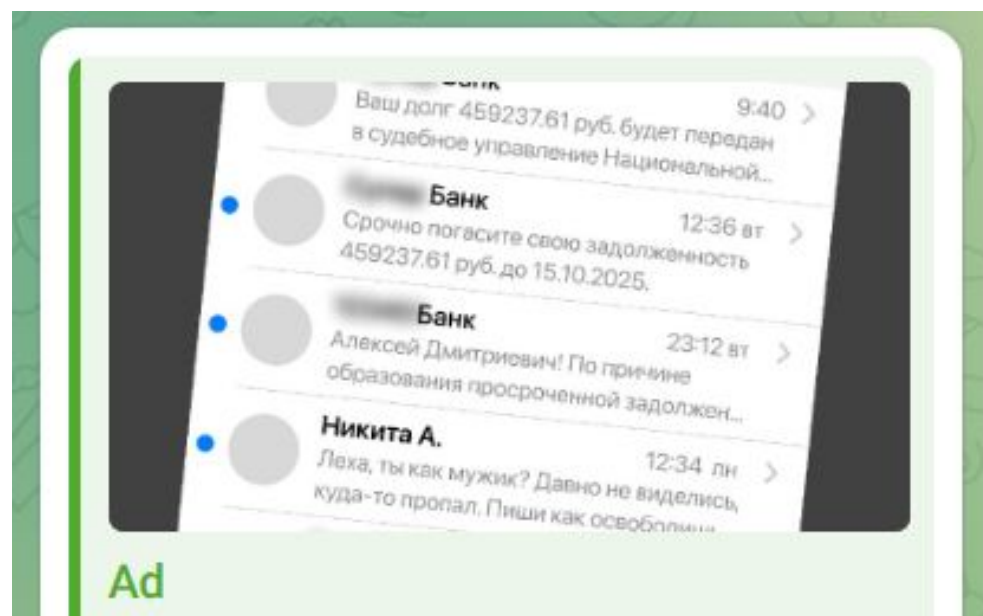 Банк
9:40
Ваш долг 459237.61 руб. будет передан
в судебное управление Национальной...
Банк
12:36 вт
Срочно погасите свою задолженность
459237.61 руб. до 15.10.2025.
Банк
23:12 вт
Алексей Дмитриевич! По причине
образования просроченной задолжен...
Никита А.
12:34 пн
Леха, ты как мужик? Давно не виделись,
куда-то пропал. Пиши как
Ad